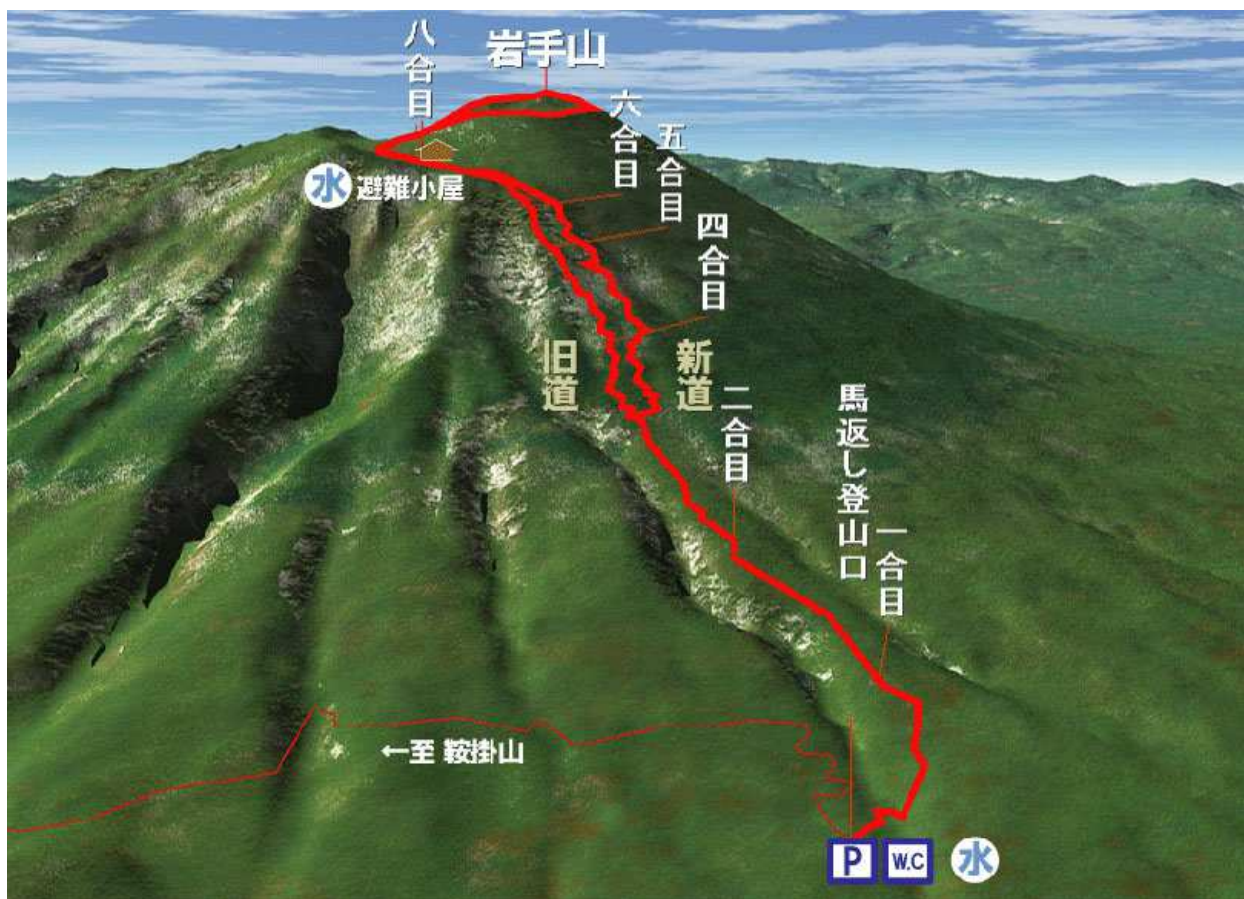 岩手山
八合目
六合目
五合目
四合目
水 避難小屋
旧道
新道
二合目
馬返し登山口
一合目
←至 鞍掛山
P
W.C
水